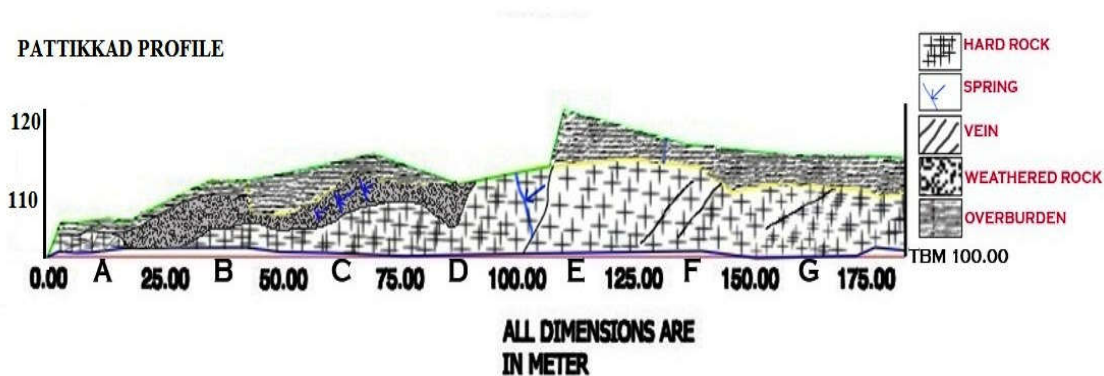 PATTIKKAD PROFILE
HARD ROCK
SPRING
VEIN
WEATHERED ROCK
OVERBURDEN
120
110
TBM 100.00
A B C D E F G
0.00 25.00 50.00 75.00 100.00 125.00 150.00 175.00
ALL DIMENSIONS ARE
IN METER